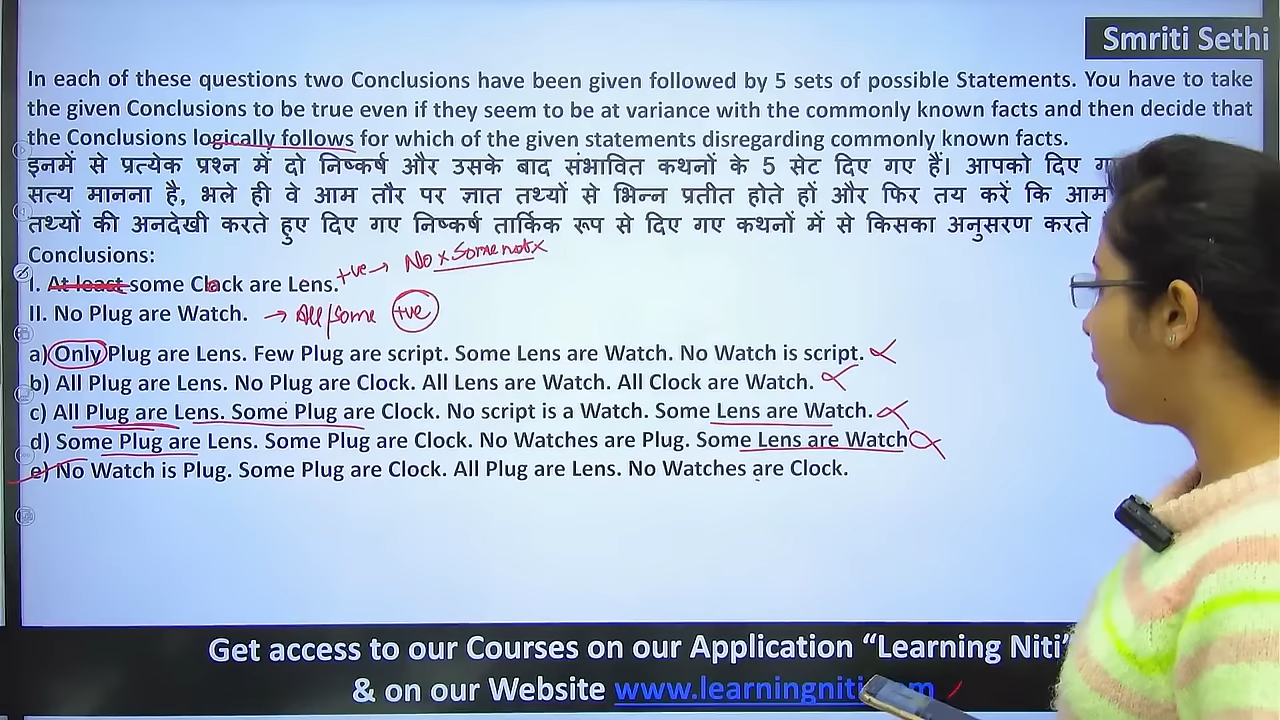 Smriti Sethi
In each of these questions two Conclusions have been given followed by 5 sets of possible Statements. You have to take
the given Conclusions to be true even if they seem to be at variance with the commonly known facts and then decide that
the Conclusions logically follows for which of the given statements disregarding commonly known facts.
इनमें से प्रत्येक प्रश्न में दो निष्कर्ष और उसके बाद संभावित कथनों के 5 सेट दिए गए हैं। आपको दिए
सत्य मानना है, भले ही वे आम तौर पर ज्ञात तथ्यों से भिन्न प्रतीत होते हों और फिर तय करें कि आम
तथ्यों की अनदेखी करते हुए दिए गए निष्कर्ष तार्किक रूप से दिए गए कथनों में से किसका अनुसरण करते
Conclusions:
I. At least some Clock are Lens. +ve → No x Some not x
II. No Plug are Watch. → All/some +ve
a) Only Plug are Lens. Few Plug are script. Some Lens are Watch. No Watch is script.
b) All Plug are Lens. No Plug are Clock. All Lens are Watch. All Clock are Watch.
c) All Plug are Lens. Some Plug are Clock. No script is a Watch. Some Lens are Watch.
d) Some Plug are Lens. Some Plug are Clock. No Watches are Plug. Some Lens are Watch
e) No Watch is Plug. Some Plug are Clock. All Plug are Lens. No Watches are Clock.
Get access to our Courses on our Application “Learning Niti”
& on our Website www.learningniti.com